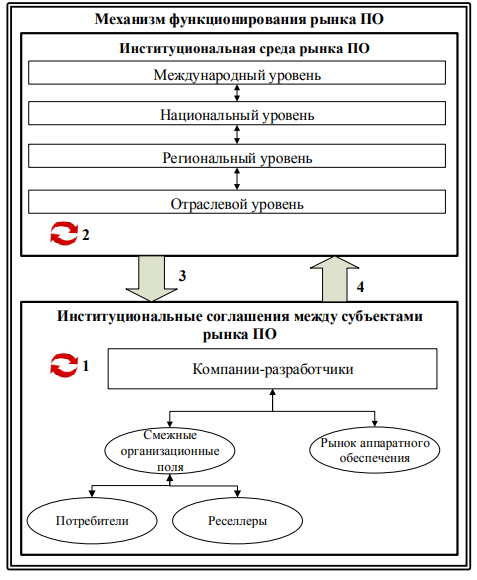 Механизм функционирования рынка ПО
Институциональная среда рынка ПО
Международный уровень
Национальный уровень
Региональный уровень
Отраслевой уровень
2
3
4
Институциональные соглашения между субъектами
рынка ПО
1
Компании-разработчики
Смежные
организационные
поля
Рынок аппаратного
обеспечения
Потребители
Реселлеры